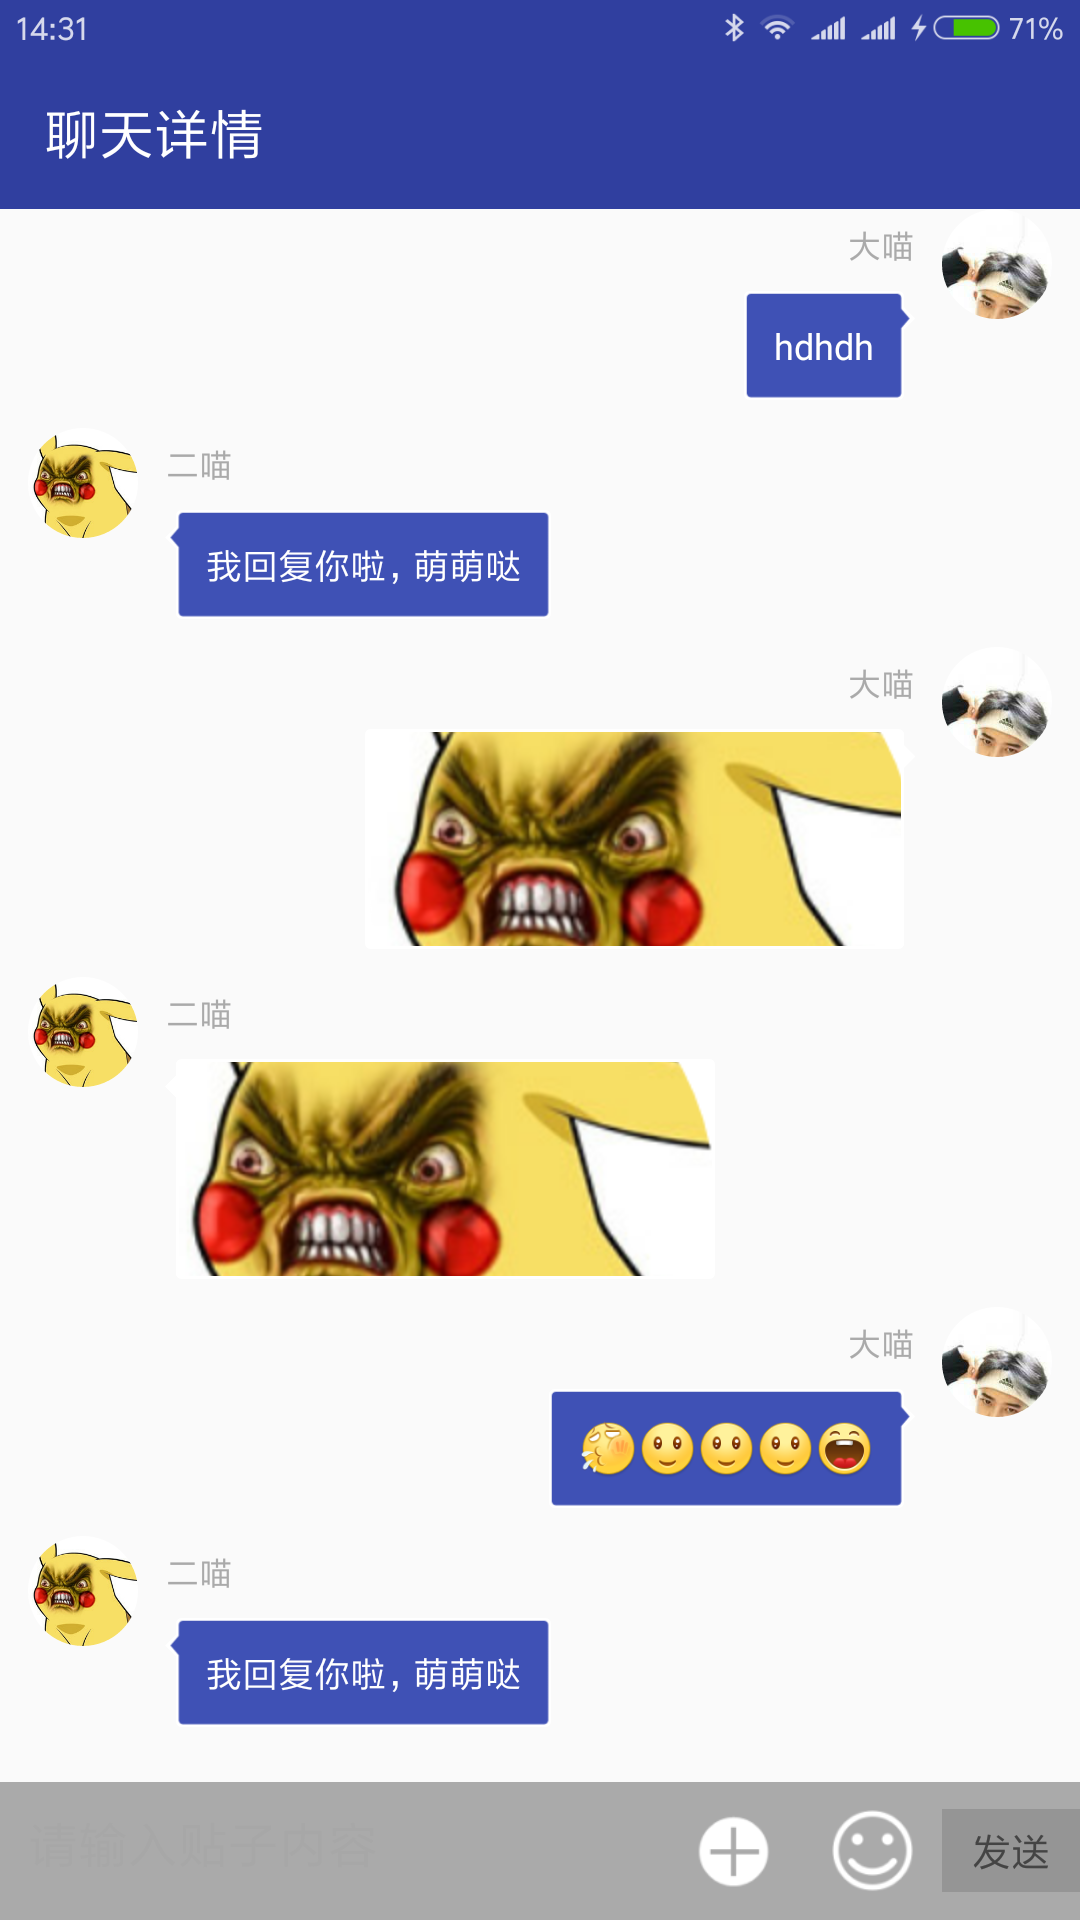 14:31
71%
聊天详情
大喵
hdhdh
二喵
我回复你啦，萌萌哒
大喵
二喵
大喵
二喵
我回复你啦，萌萌哒
请输入贴子内容
发送